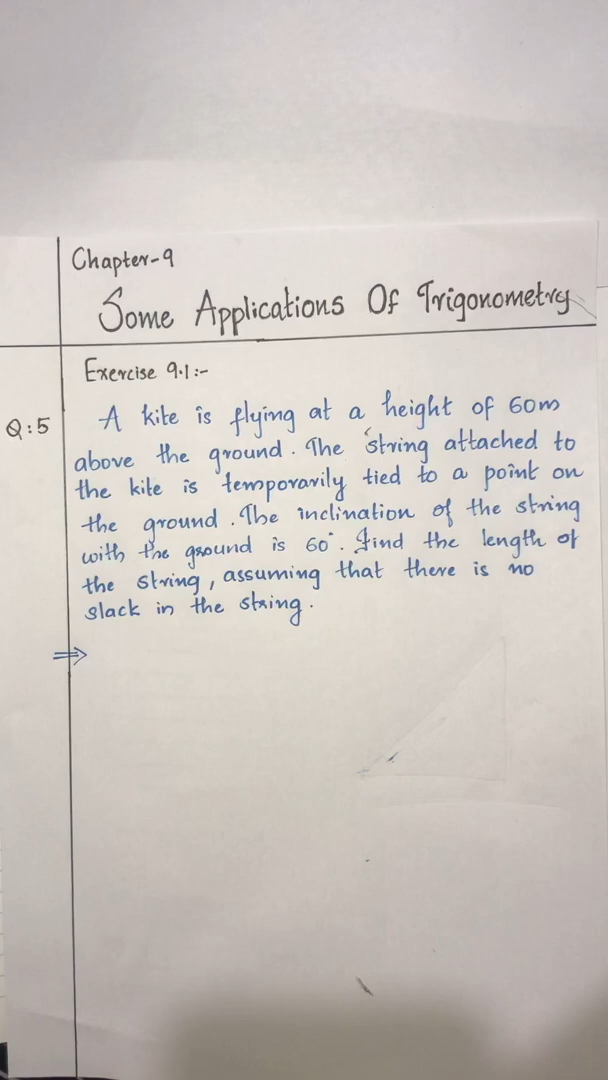 Chapter-9
Some Applications Of Trigonometry
Exercise 9.1:-
Q:5 A kite is flying at a height of 60m
above the ground. The string attached to
the kite is temporarily tied to a point on
the ground. The inclination of the string
with the ground is 60°. Find the length of
the string, assuming that there is no
slack in the string.
⇒